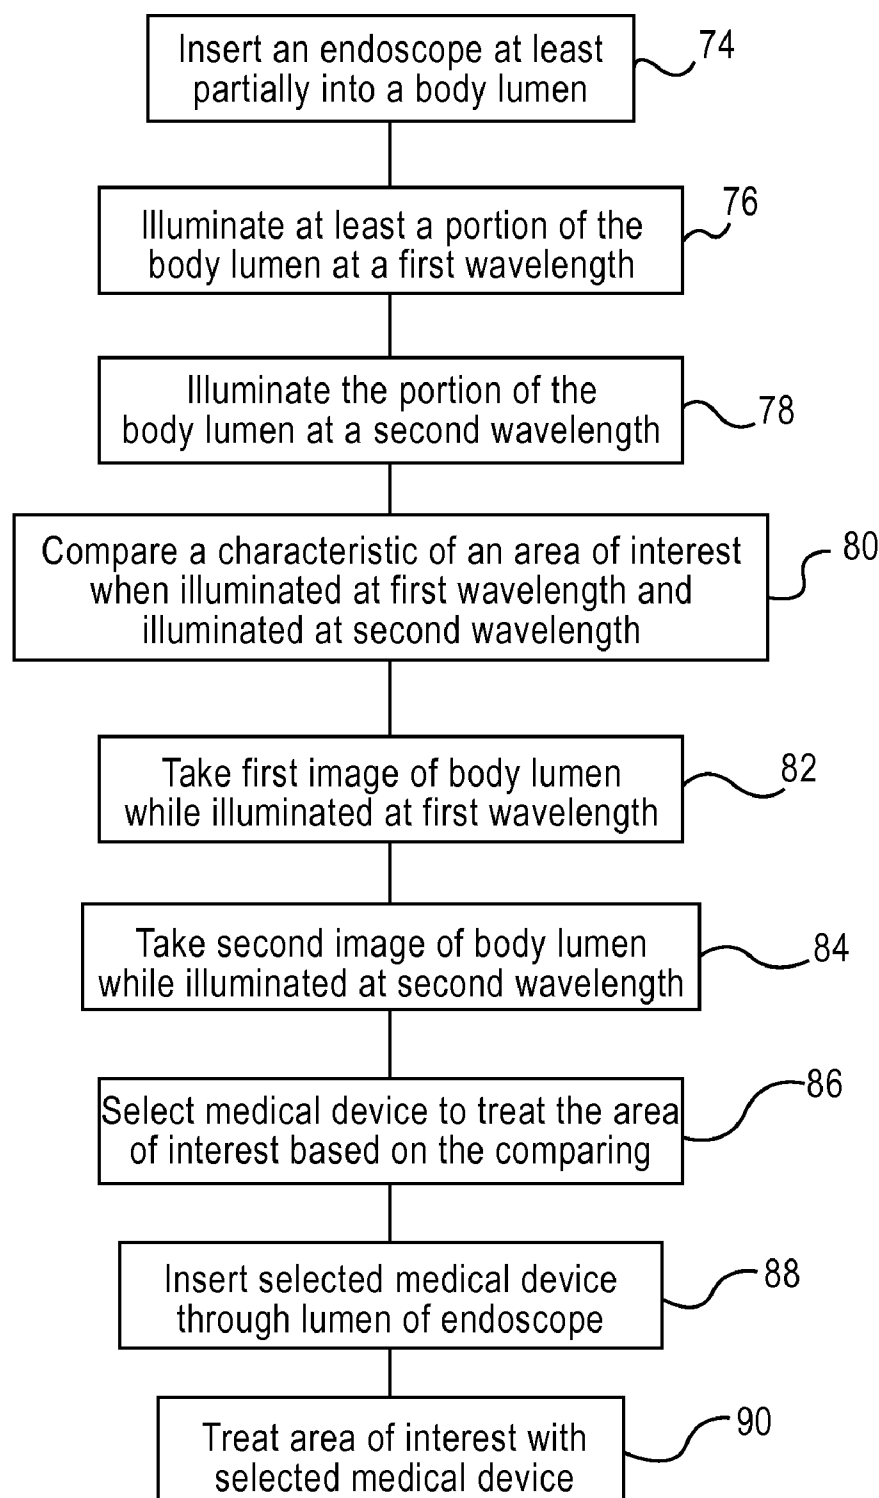 Insert an endoscope at least
partially into a body lumen
74
Illuminate at least a portion of the
body lumen at a first wavelength
76
Illuminate the portion of the
body lumen at a second wavelength
78
Compare a characteristic of an area of interest
when illuminated at first wavelength and
illuminated at second wavelength
80
Take first image of body lumen
while illuminated at first wavelength
82
Take second image of body lumen
while illuminated at second wavelength
84
Select medical device to treat the area
of interest based on the comparing
86
Insert selected medical device
through lumen of endoscope
88
Treat area of interest with
selected medical device
90